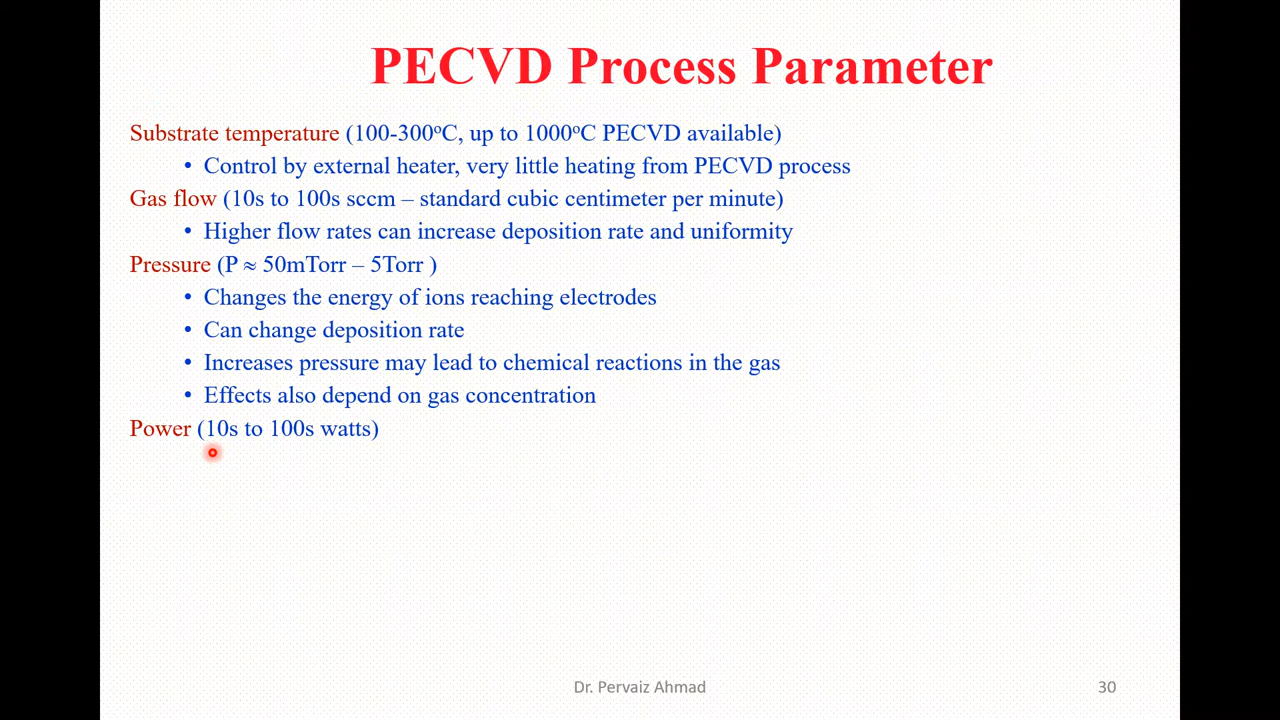 PECVD Process Parameter
Substrate temperature (100-300°C, up to 1000°C PECVD available)
• Control by external heater, very little heating from PECVD process
Gas flow (10s to 100s sccm – standard cubic centimeter per minute)
• Higher flow rates can increase deposition rate and uniformity
Pressure (P ≈ 50mTorr – 5Torr )
• Changes the energy of ions reaching electrodes
• Can change deposition rate
• Increases pressure may lead to chemical reactions in the gas
• Effects also depend on gas concentration
Power (10s to 100s watts)
Dr. Pervaiz Ahmad
30